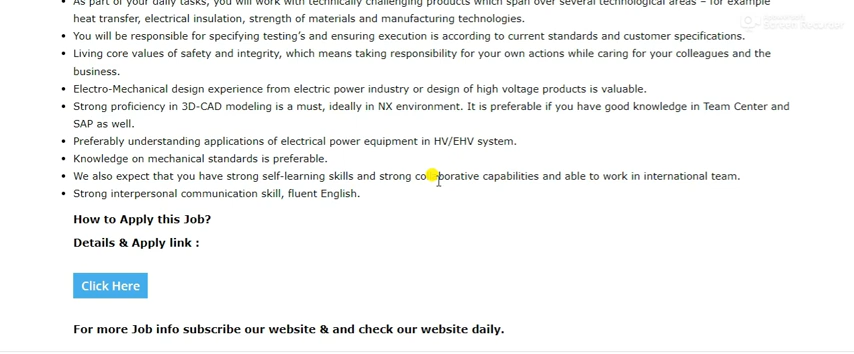 As part of your daily tasks, you will work with technically challenging products which span over several technological areas – for example
heat transfer, electrical insulation, strength of materials and manufacturing technologies.
You will be responsible for specifying testing's and ensuring execution is according to current standards and customer specifications.
Living core values of safety and integrity, which means taking responsibility for your own actions while caring for your colleagues and the
business.
Electro-Mechanical design experience from electric power industry or design of high voltage products is valuable.
Strong proficiency in 3D-CAD modeling is a must, ideally in NX environment. It is preferable if you have good knowledge in Team Center and
SAP as well.
Preferably understanding applications of electrical power equipment in HV/EHV system.
Knowledge on mechanical standards is preferable.
We also expect that you have strong self-learning skills and strong capabilities and able to work in international team.
Strong interpersonal communication skill, fluent English.
How to Apply this Job?
Details & Apply link :
Click Here
For more Job info subscribe our website & and check our website daily.
Screen Recorder